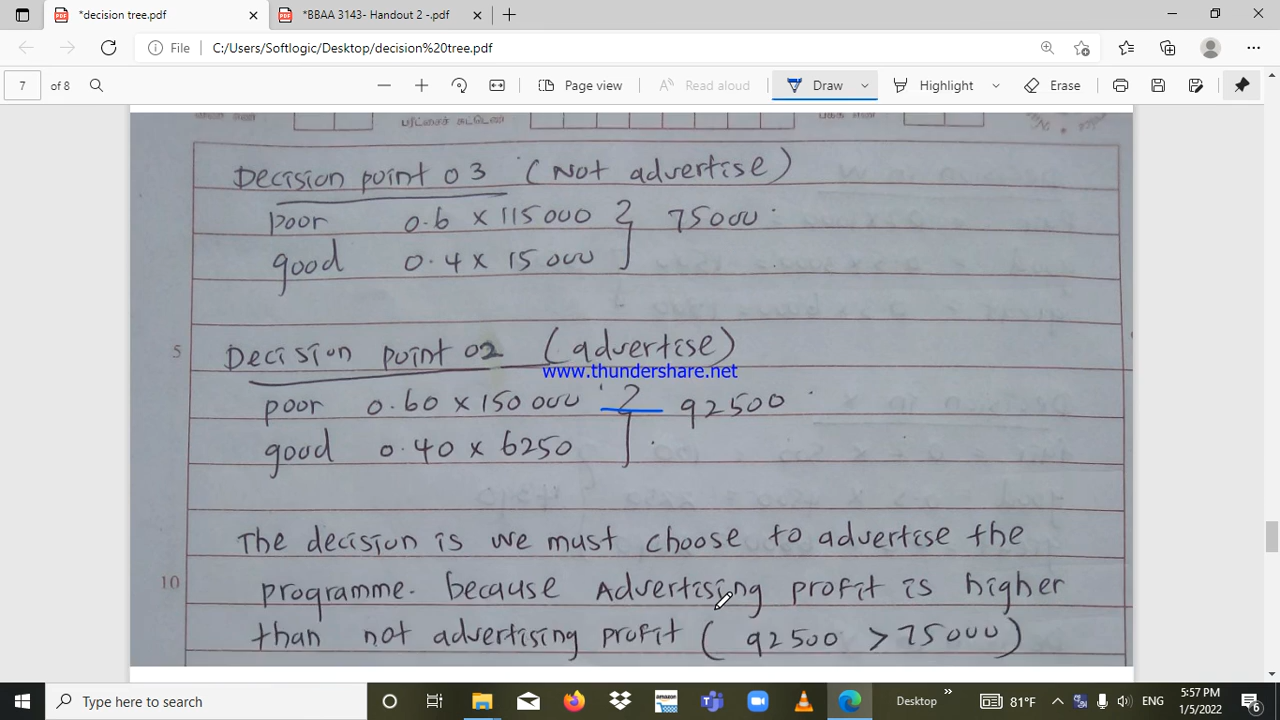 *decision tree.pdf
*BBAA 3143- Handout 2 -.pdf
File C:/Users/Softlogic/Desktop/decision%20tree.pdf
7 of 8 Page view Read aloud Draw Highlight Erase
Decision point 03 (Not advertise)
poor 0.6 x 115000 } 75000
good 0.4 x 15000
5
Decision point 02 (advertise)
www.thundershare.net
poor 0.60 x 150000 } 92500
good 0.40 x 6250
The decision is we must choose to advertise the
10 programme. because Advertising profit is higher
than not advertising profit (92500 > 75000)
Type here to search
Desktop
81°F
ENG
5:57 PM
1/5/2022
6